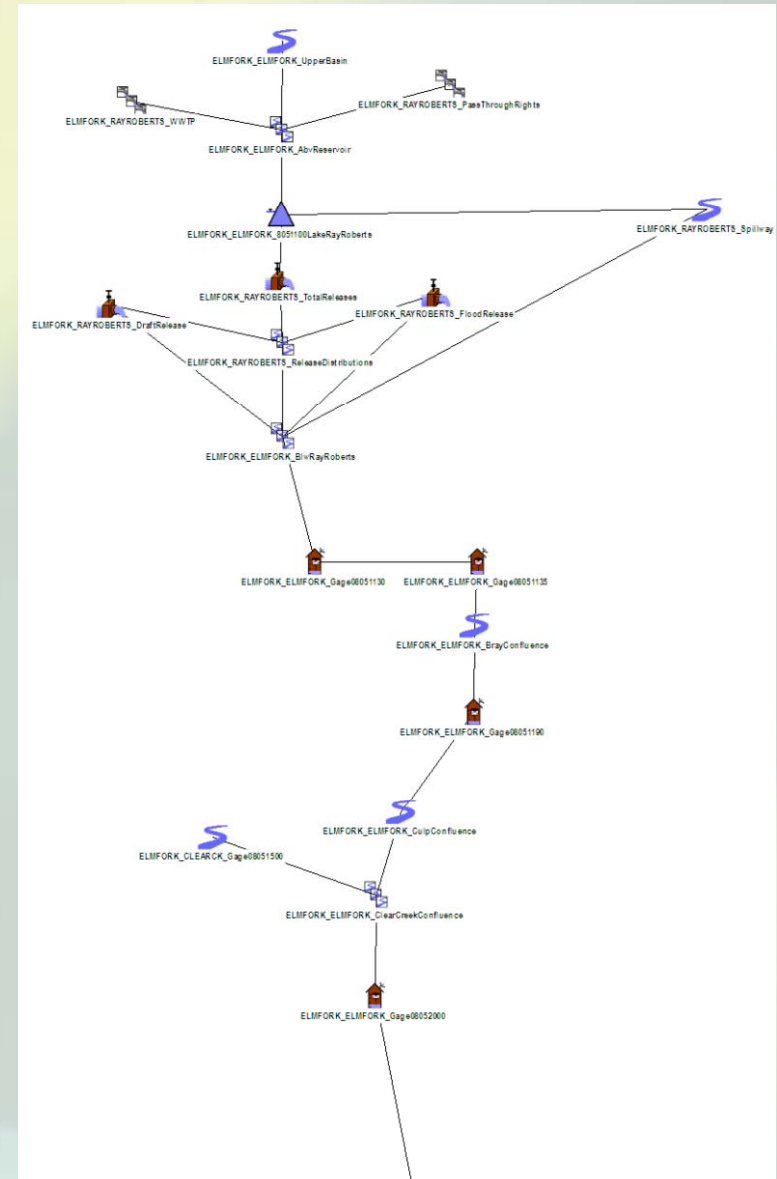 ELMFORK_ELMFORK_UpperBasin
ELMFORK_RAYROBERTS_PassThroughRights
ELMFORK_RAYROBERTS_WWTP
ELMFORK_ELMFORK_AbvReservoir
ELMFORK_RAYROBERTS_Spillway
ELMFORK_ELMFORK_8051100LakeRayRoberts
ELMFORK_RAYROBERTS_TotalReleases
ELMFORK_RAYROBERTS_FloodRelease
ELMFORK_RAYROBERTS_DraftRelease
ELMFORK_RAYROBERTS_ReleaseDistributions
ELMFORK_ELMFORK_BlwRayRoberts
ELMFORK_ELMFORK_Gage08051130
ELMFORK_ELMFORK_Gage08051135
ELMFORK_ELMFORK_BrayConfluence
ELMFORK_ELMFORK_Gage08051190
ELMFORK_ELMFORK_CulpConfluence
ELMFORK_CLEARCK_Gage08051500
ELMFORK_ELMFORK_ClearCreekConfluence
ELMFORK_ELMFORK_Gage08052000